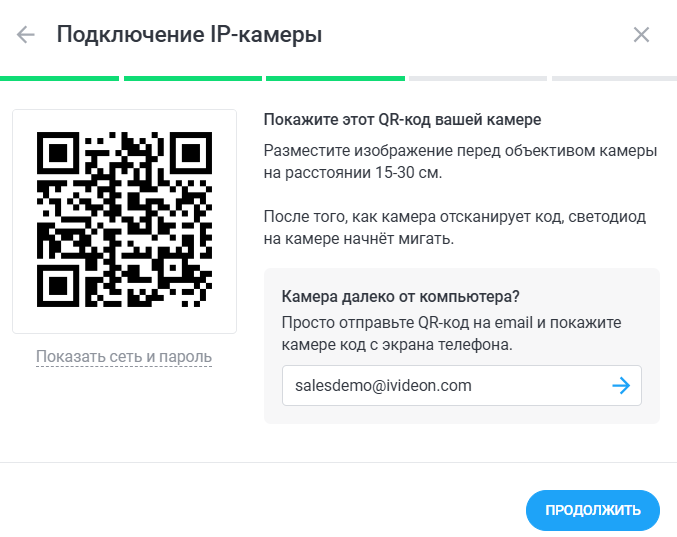 Подключение IP-камеры
Покажите этот QR-код вашей камере
Разместите изображение перед объективом камеры
на расстоянии 15-30 см.
После того, как камера отсканирует код, светодиод
на камере начнёт мигать.
Камера далеко от компьютера?
Просто отправьте QR-код на email и покажите
камере код с экрана телефона.
salesdemo@ivideon.com
Показать сеть и пароль
ПРОДОЛЖИТЬ